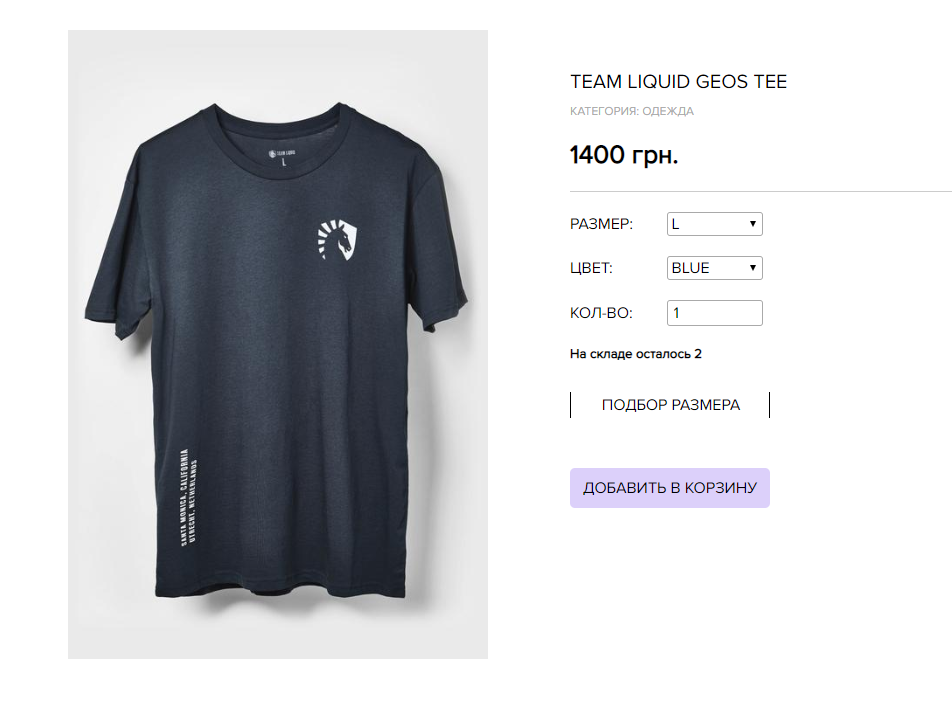 TEAM LIQUID GEOS TEE
КАТЕГОРИЯ: ОДЕЖДА
1400 грн.
РАЗМЕР: L
ЦВЕТ: BLUE
КОЛ-ВО: 1
На складе осталось 2
ПОДБОР РАЗМЕРА
ДОБАВИТЬ В КОРЗИНУ
L
SANTA MONICA, CALIFORNIA
UTRECHT, NETHERLANDS